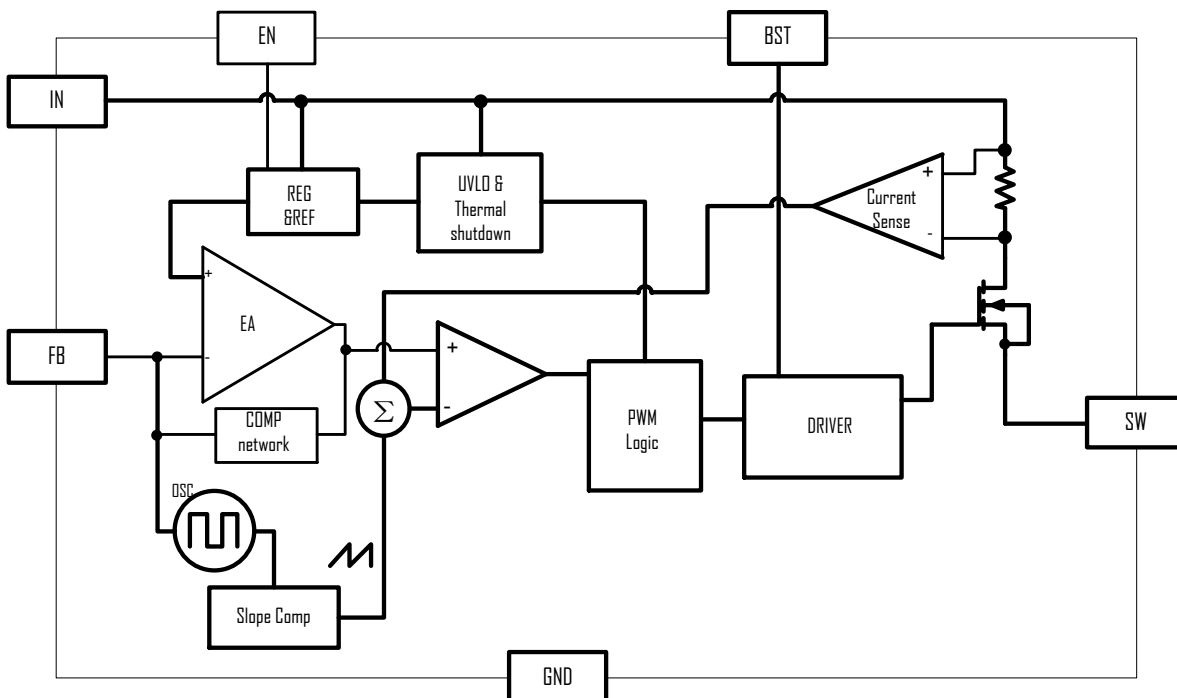 EN
BST
IN
REG
&REF
UVLO &
Thermal
shutdown
+
Current
Sense
-
+
EA
-
FB
+
-
Σ
COMP
network
PWM
Logic
DRIVER
SW
OSC
Slope Comp
GND